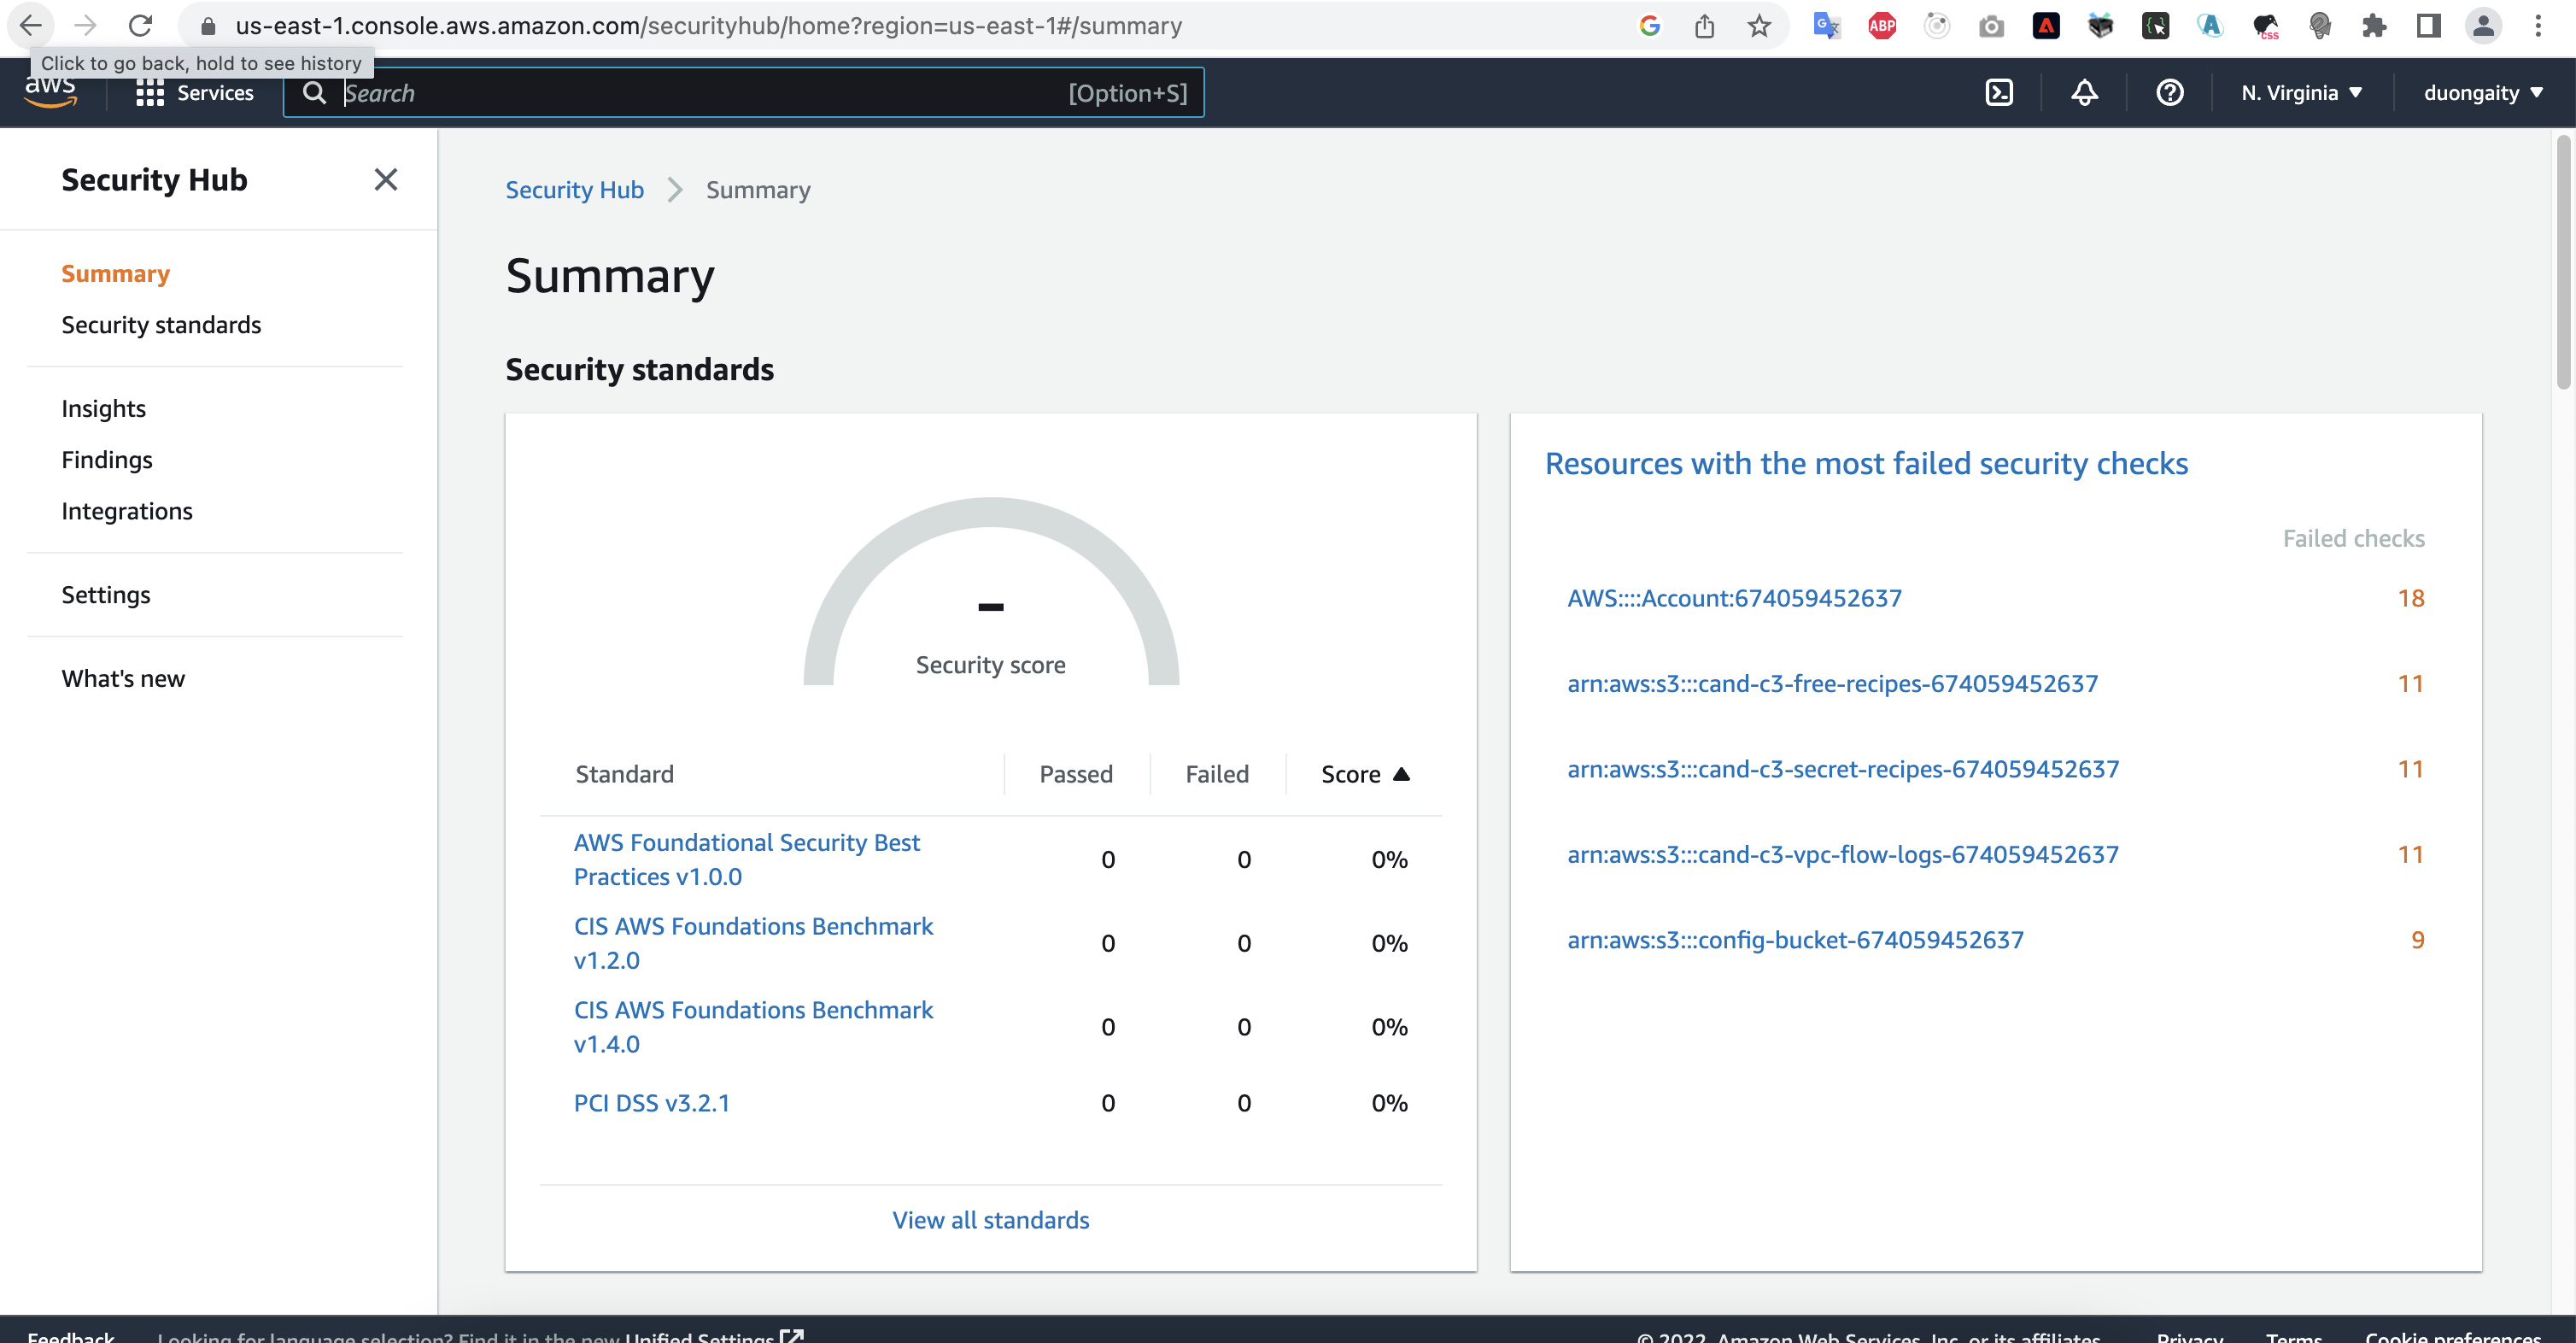 us-east-1.console.aws.amazon.com/securityhub/home?region=us-east-1#/summary
ABP
css
Click to go back, hold to see history
aws
Services
Search
[Option+S]
N. Virginia
duongaity
Security Hub
Summary
Security standards
Insights
Findings
Integrations
Settings
What's new
Security Hub
Summary
Summary
Security standards
–
Security score
Standard Passed Failed Score
AWS Foundational Security Best
Practices v1.0.0
0 0 0%
CIS AWS Foundations Benchmark
v1.2.0
0 0 0%
CIS AWS Foundations Benchmark
v1.4.0
0 0 0%
PCI DSS v3.2.1 0 0 0%
View all standards
Resources with the most failed security checks
Failed checks
AWS::::Account:674059452637 18
arn:aws:s3:::cand-c3-free-recipes-674059452637 11
arn:aws:s3:::cand-c3-secret-recipes-674059452637 11
arn:aws:s3:::cand-c3-vpc-flow-logs-674059452637 11
arn:aws:s3:::config-bucket-674059452637 9
Feedback
Looking for language selection? Find it in the new Unified Settings
© 2022, Amazon Web Services, Inc. or its affiliates.
Privacy
Terms
Cookie preferences